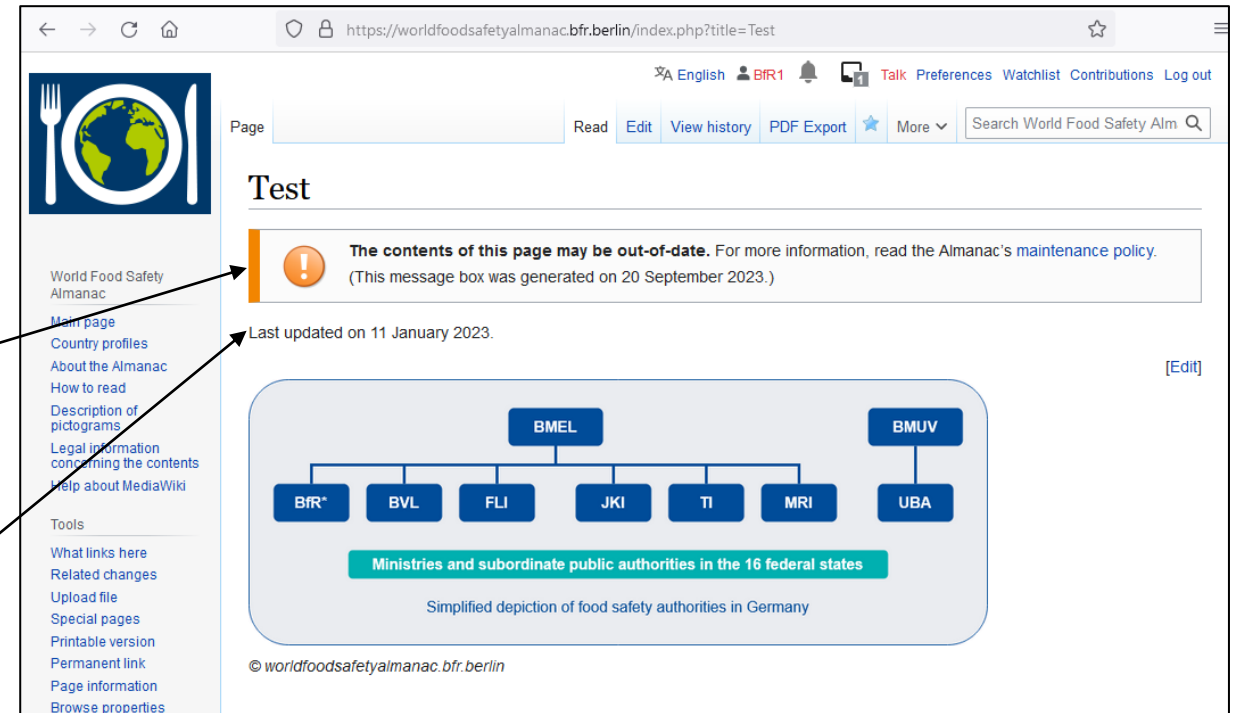 https://worldfoodsafetyalmanac.bfr.berlin/index.php?title=Test
English BfR1 1 Talk Preferences Watchlist Contributions Log out
Page Read Edit View history PDF Export More Search World Food Safety Alm
Test
The contents of this page may be out-of-date. For more information, read the Almanac's maintenance policy.
(This message box was generated on 20 September 2023.)
World Food Safety
Almanac
Main page
Country profiles
About the Almanac
How to read
Description of
pictograms
Legal information
concerning the contents
Help about MediaWiki
Tools
What links here
Related changes
Upload file
Special pages
Printable version
Permanent link
Page information
Browse properties
Last updated on 11 January 2023.
[Edit]
BMEL BMUV
BfR* BVL FLI JKI TI MRI UBA
Ministries and subordinate public authorities in the 16 federal states
Simplified depiction of food safety authorities in Germany
© worldfoodsafetyalmanac.bfr.berlin